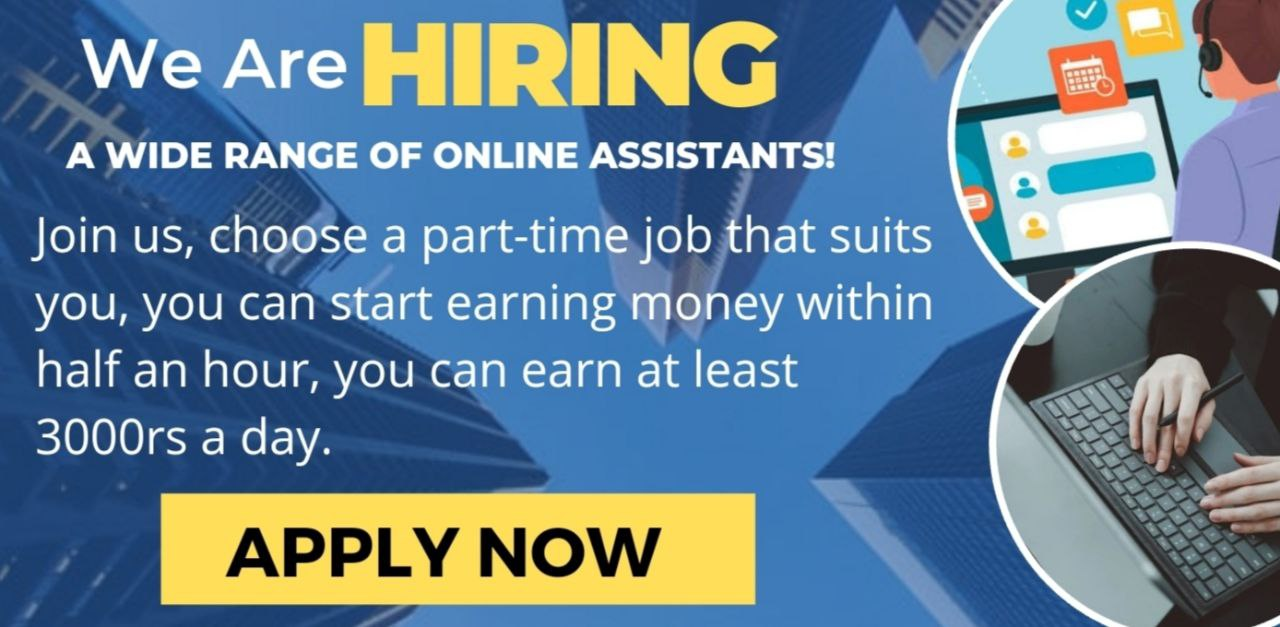 We Are HIRING
A WIDE RANGE OF ONLINE ASSISTANTS!
Join us, choose a part-time job that suits
you, you can start earning money within
half an hour, you can earn at least
3000rs a day.
APPLY NOW